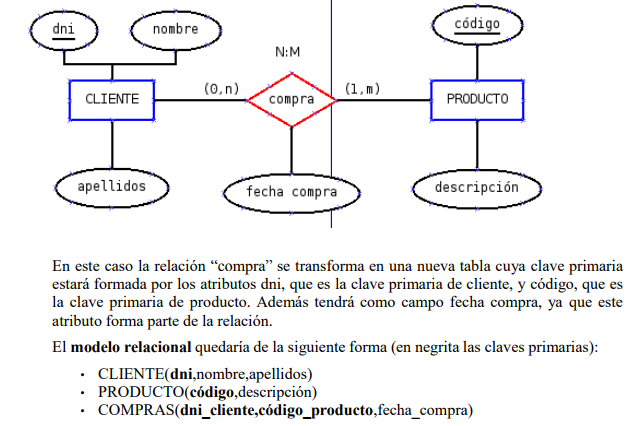 dni
nombre
código
N:M
CLIENTE
(0,n)
compra
(1,m)
PRODUCTO
apellidos
fecha compra
descripción
En este caso la relación “compra” se transforma en una nueva tabla cuya clave primaria
estará formada por los atributos dni, que es la clave primaria de cliente, y código, que es
la clave primaria de producto. Además tendrá como campo fecha compra, ya que este
atributo forma parte de la relación.
El modelo relacional quedaría de la siguiente forma (en negrita las claves primarias):
• CLIENTE(dni,nombre,apellidos)
• PRODUCTO(código,descripción)
• COMPRAS(dni_cliente,código_producto,fecha_compra)